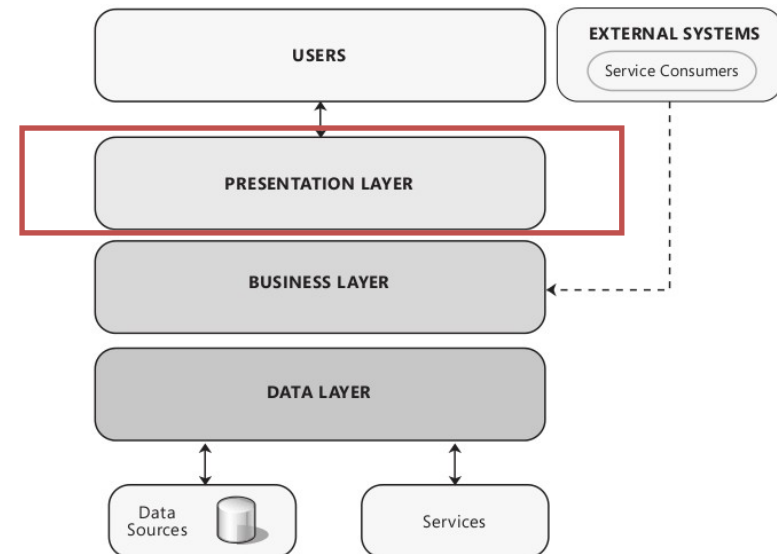 USERS
EXTERNAL SYSTEMS
Service Consumers
PRESENTATION LAYER
BUSINESS LAYER
DATA LAYER
Data
Sources
Services